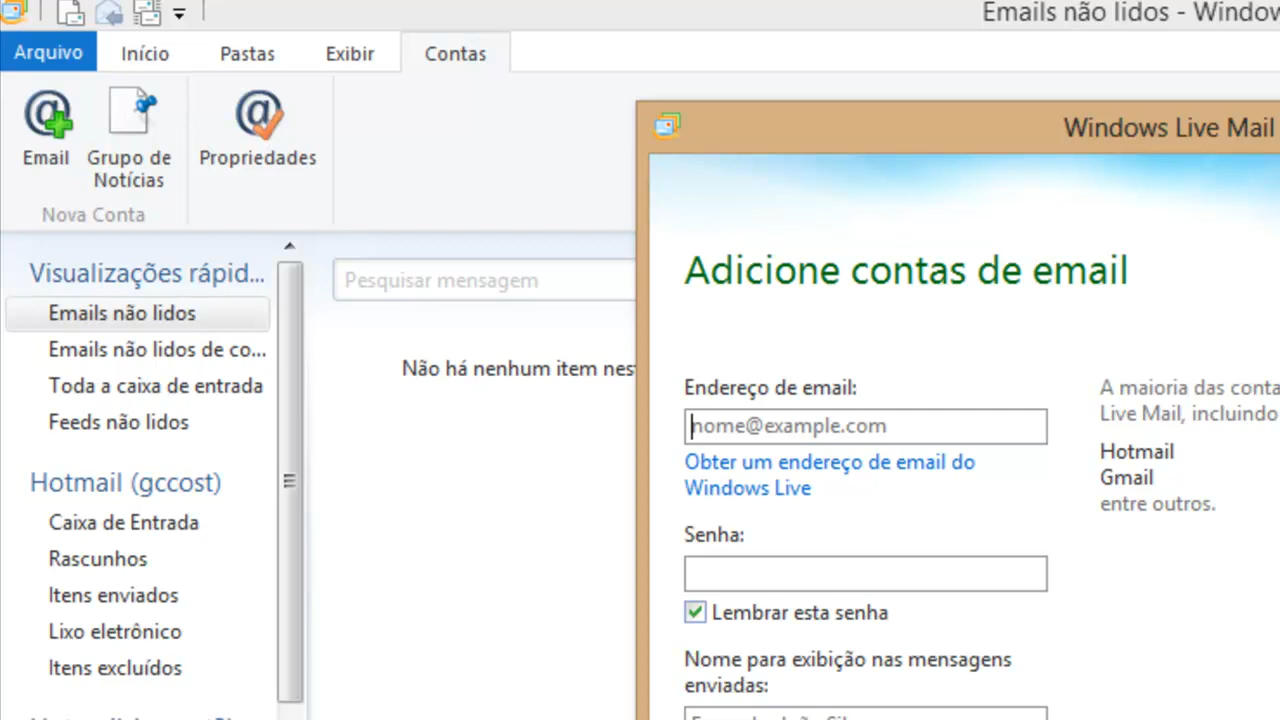 Emails não lidos - Window
Arquivo
Início
Pastas
Exibir
Contas
Email
Grupo de
Notícias
Propriedades
Nova Conta
Windows Live Mail
Visualizações rápid...
Emails não lidos
Emails não lidos de co...
Toda a caixa de entrada
Feeds não lidos
Hotmail (gccost)
Caixa de Entrada
Rascunhos
Itens enviados
Lixo eletrônico
Itens excluídos
Pesquisar mensagem
Não há nenhum item nest
Adicione contas de email
Endereço de email:
nome@example.com
Obter um endereço de email do
Windows Live
Senha:
Lembrar esta senha
Nome para exibição nas mensagens
enviadas:
A maioria das conta
Live Mail, incluindo
Hotmail
Gmail
entre outros.